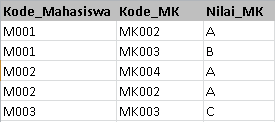 Kode_Mahasiswa Kode_MK Nilai_MK
M001 MK002 A
M001 MK003 B
M002 MK004 A
M002 MK002 A
M003 MK003 C